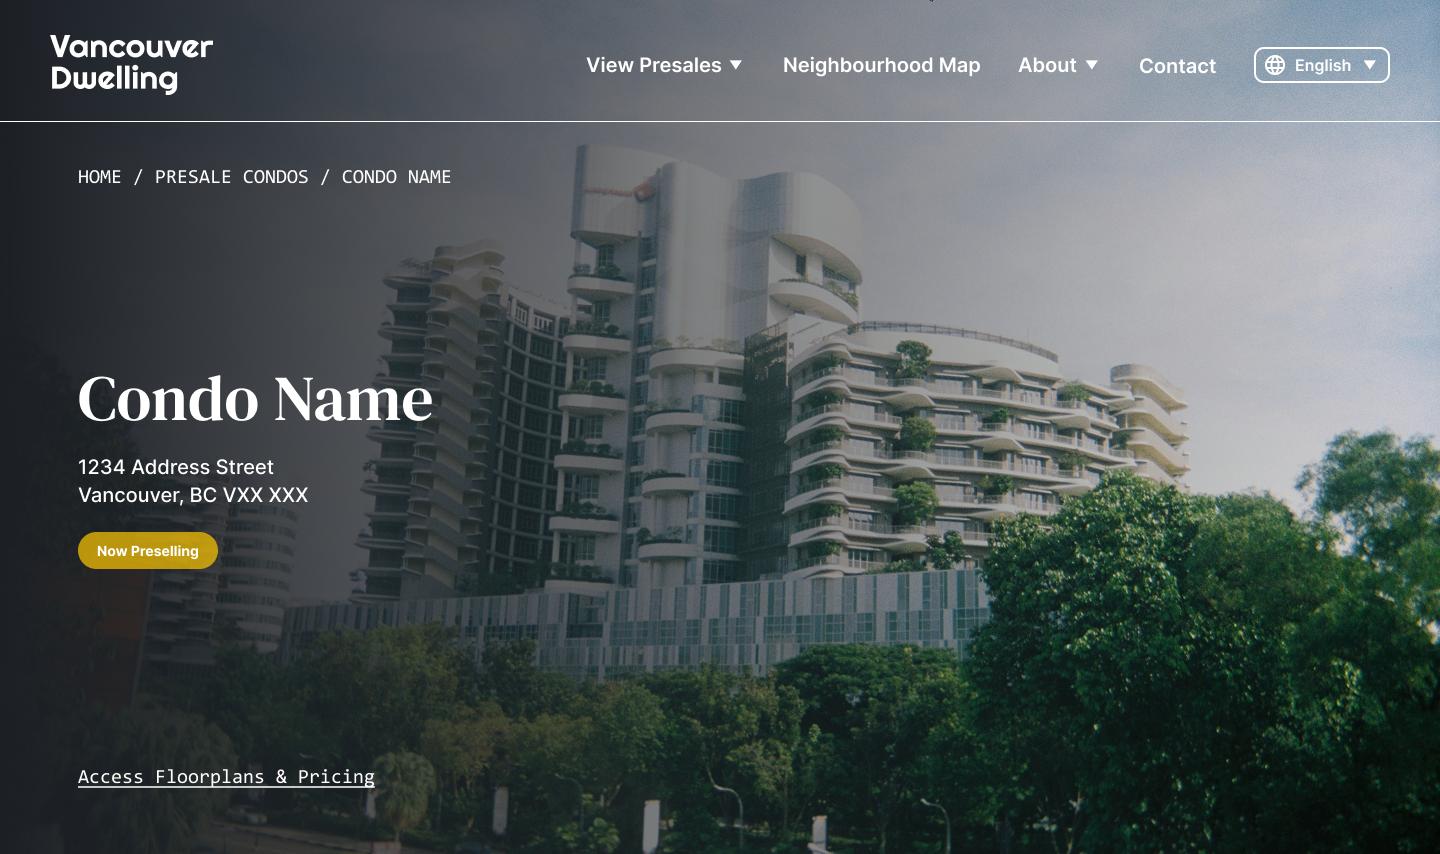 Vancouver
Dwelling
View Presales ▼ Neighbourhood Map About ▼ Contact English ▼
HOME / PRESALE CONDOS / CONDO NAME
Condo Name
1234 Address Street
Vancouver, BC VXX XXX
Now Preselling
Access Floorplans & Pricing